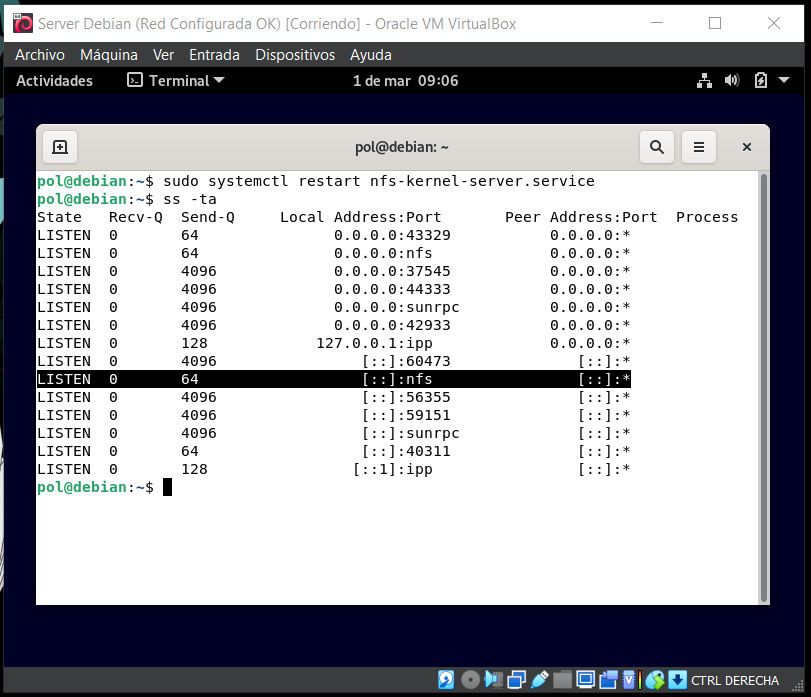 Server Debian (Red Configurada OK) [Corriendo] - Oracle VM VirtualBox
Archivo Máquina Ver Entrada Dispositivos Ayuda
Actividades Terminal 1 de mar 09:06
pol@debian: ~
pol@debian:~$ sudo systemctl restart nfs-kernel-server.service
pol@debian:~$ ss -ta
State Recv-Q Send-Q Local Address:Port Peer Address:Port Process
LISTEN 0 64 0.0.0.0:43329 0.0.0.0:*
LISTEN 0 64 0.0.0.0:nfs 0.0.0.0:*
LISTEN 0 4096 0.0.0.0:37545 0.0.0.0:*
LISTEN 0 4096 0.0.0.0:44333 0.0.0.0:*
LISTEN 0 4096 0.0.0.0:sunrpc 0.0.0.0:*
LISTEN 0 4096 0.0.0.0:42933 0.0.0.0:*
LISTEN 0 128 127.0.0.1:ipp 0.0.0.0:*
LISTEN 0 4096 [::]:60473 [::]:*
LISTEN 0 64 [::]:nfs [::]:*
LISTEN 0 4096 [::]:56355 [::]:*
LISTEN 0 4096 [::]:59151 [::]:*
LISTEN 0 4096 [::]:sunrpc [::]:*
LISTEN 0 64 [::]:40311 [::]:*
LISTEN 0 128 [::1]:ipp [::]:*
pol@debian:~$
CTRL DERECHA